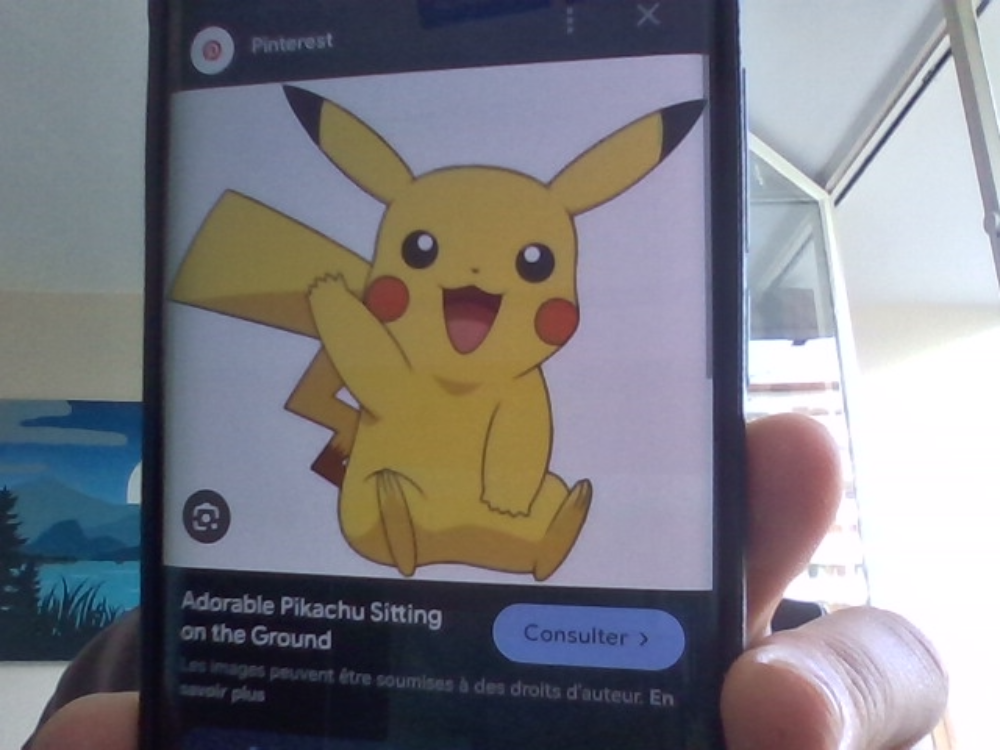 Pinterest
Adorable Pikachu Sitting
on the Ground
Consulter >
Les images peuvent être soumises à des droits d'auteur. En
savoir plus